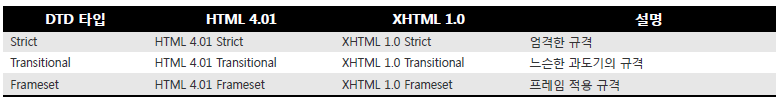 DTD 타입 HTML 4.01 XHTML 1.0 설명
Strict HTML 4.01 Strict XHTML 1.0 Strict 엄격한 규격
Transitional HTML 4.01 Transitional XHTML 1.0 Transitional 느슨한 과도기의 규격
Frameset HTML 4.01 Frameset XHTML 1.0 Frameset 프레임 적용 규격